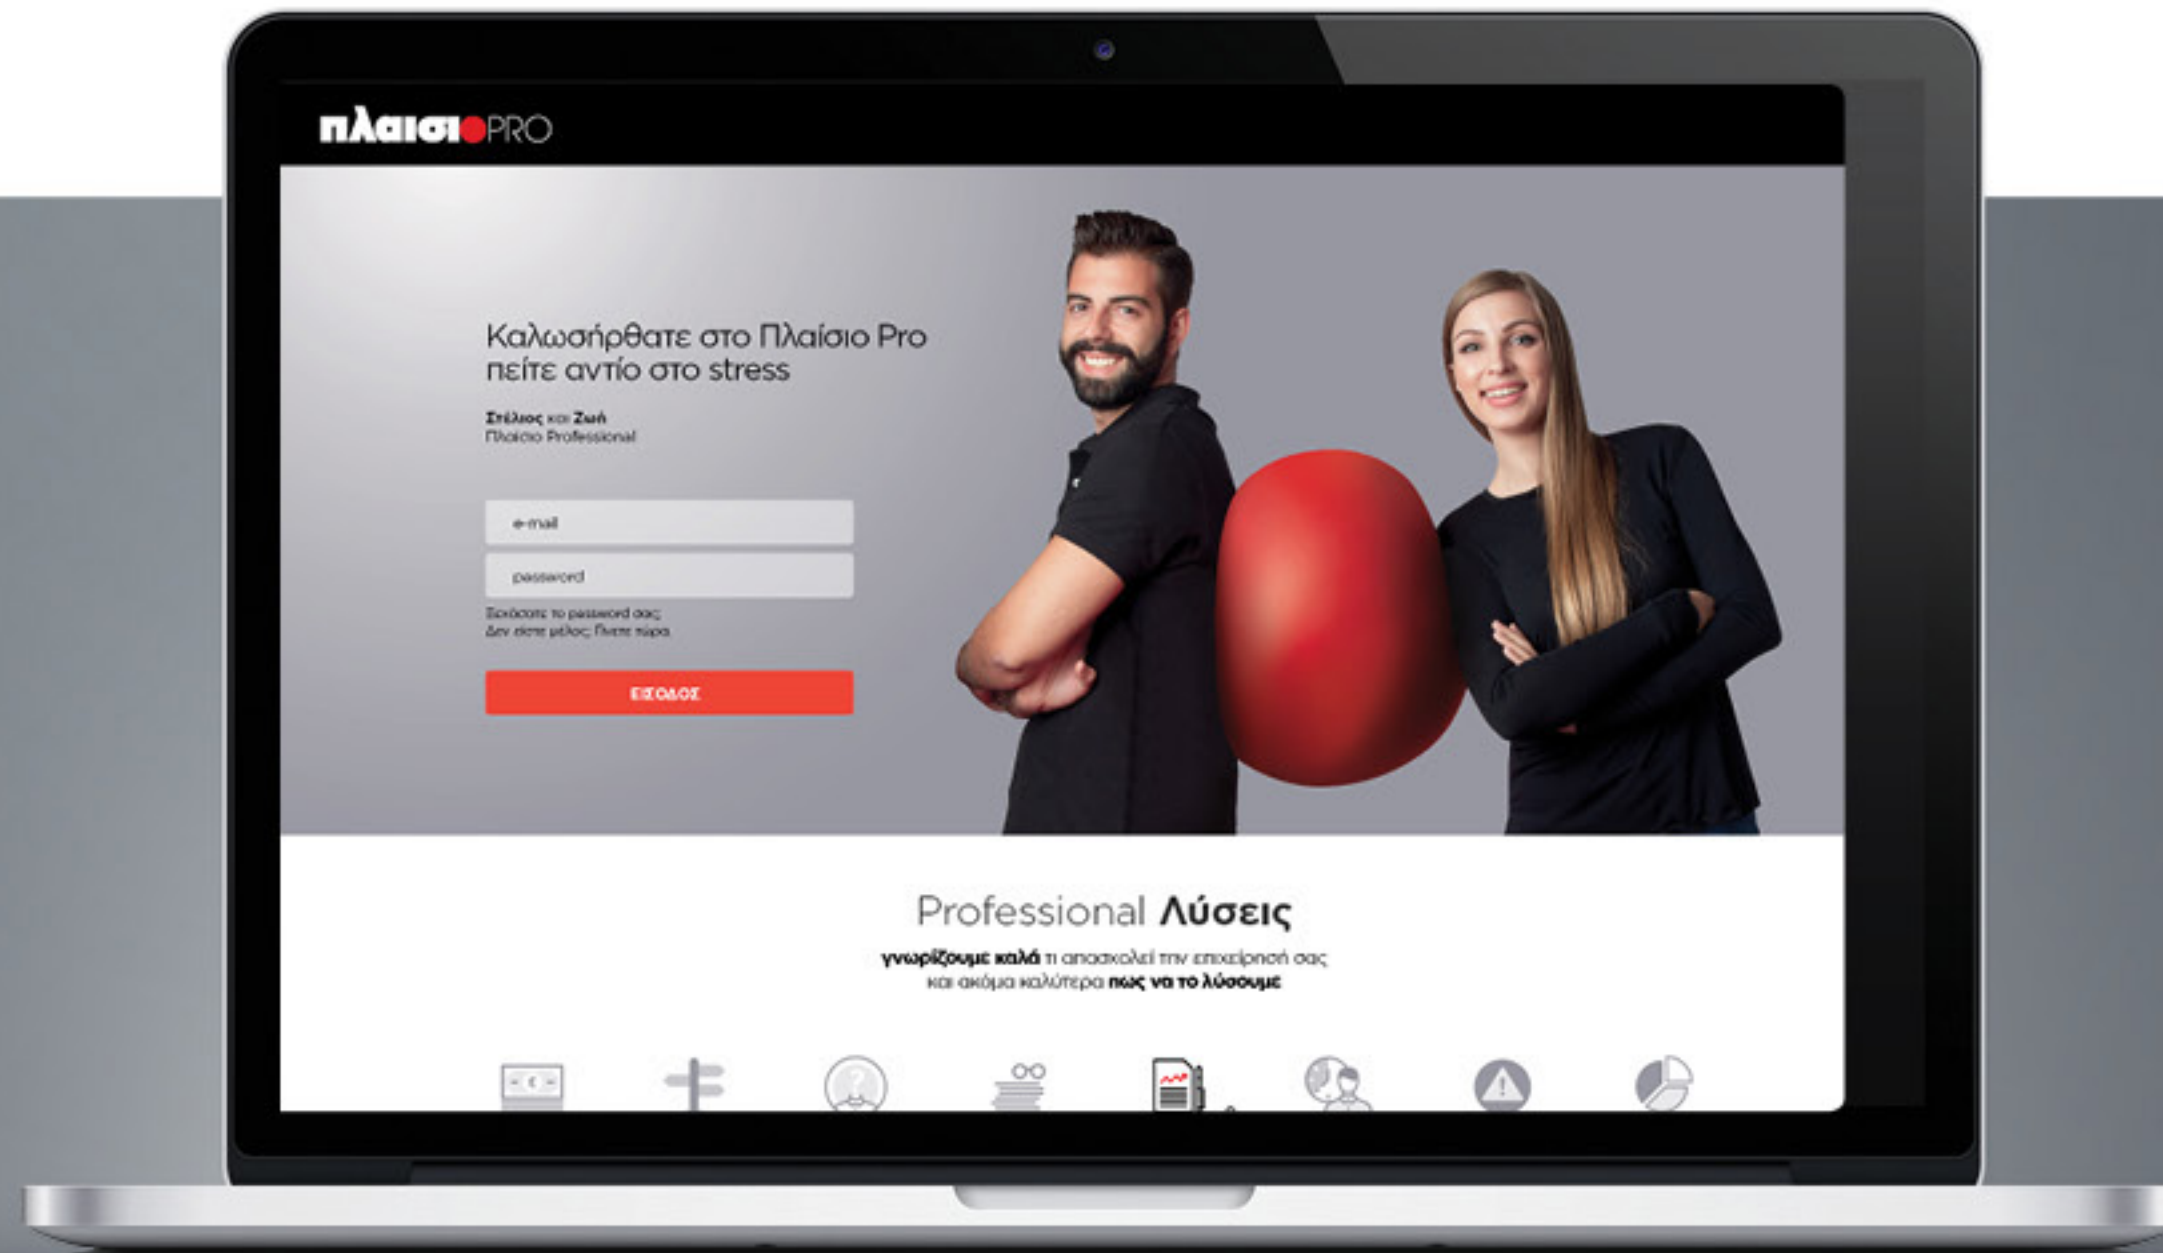 πλαισιο PRO
Καλωσήρθατε στο Πλαίσιο Pro
πείτε αντίο στο stress
Στέλιος και Ζωή
Πλαίσιο Professional
e-mail
password
Ξεχάσατε το password σας;
Δεν είστε μέλος; Γίνετε τώρα
ΕΙΣΟΔΟΣ
Professional Λύσεις
γνωρίζουμε καλά τι απασχολεί την επιχείρησή σας
και ακόμα καλύτερα πως να το λύσουμε